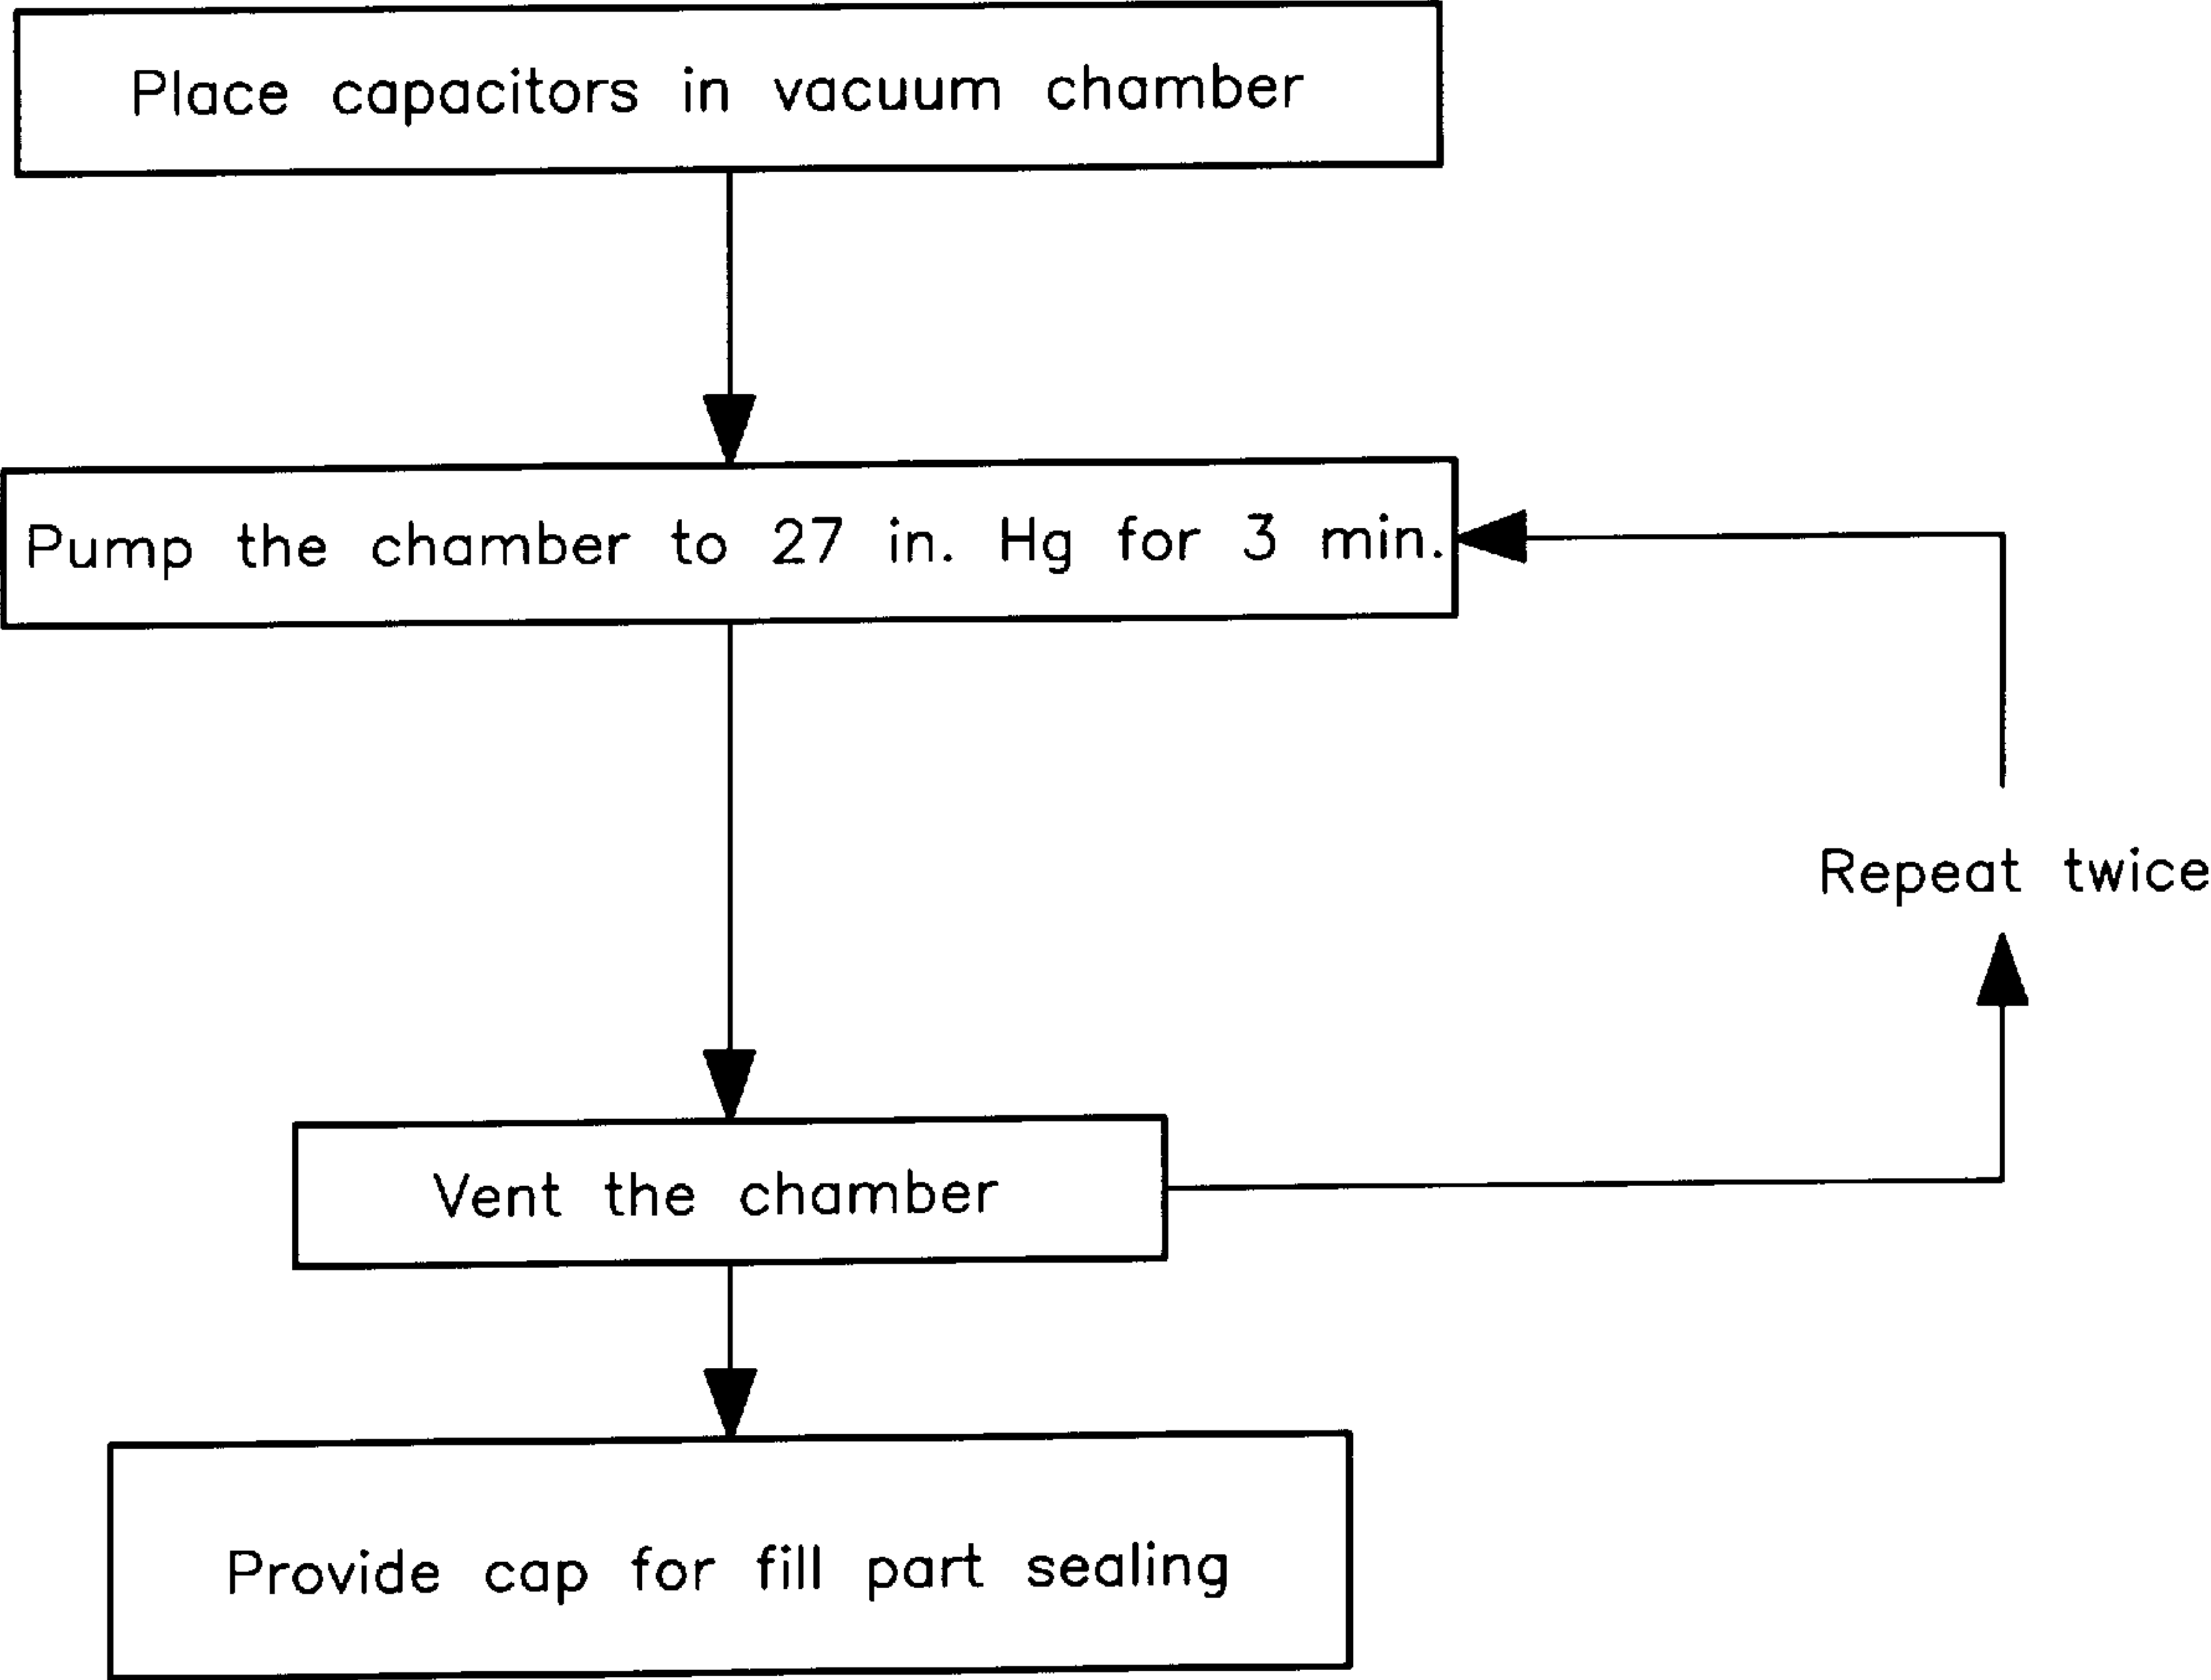 Place capacitors in vacuum chamber
Pump the chamber to 27 in. Hg for 3 min.
Repeat twice
Vent the chamber
Provide cap for fill part sealing